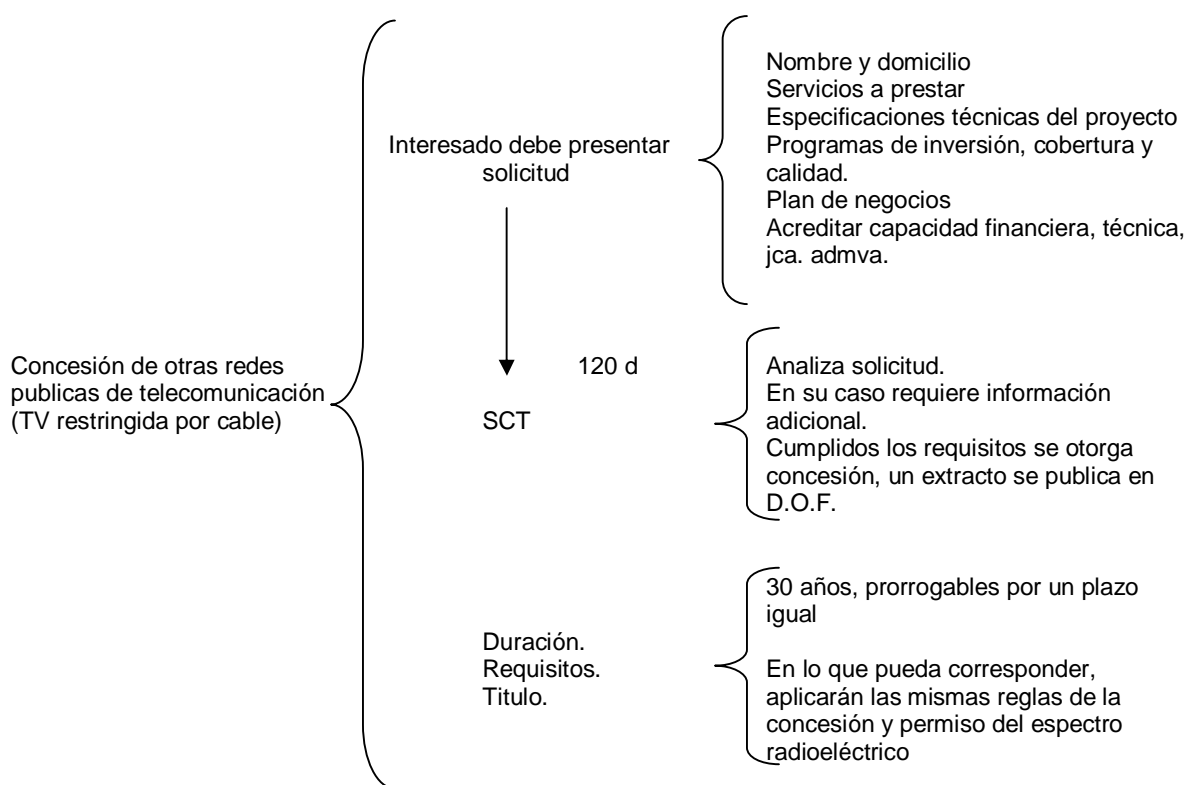 Concesión de otras redes
publicas de telecomunicación
(TV restringida por cable)
Interesado debe presentar
solicitud
Nombre y domicilio
Servicios a prestar
Especificaciones técnicas del proyecto
Programas de inversión, cobertura y
calidad.
Plan de negocios
Acreditar capacidad financiera, técnica,
jca. admva.
120 d
SCT
Analiza solicitud.
En su caso requiere información
adicional.
Cumplidos los requisitos se otorga
concesión, un extracto se publica en
D.O.F.
Duración.
Requisitos.
Titulo.
30 años, prorrogables por un plazo
igual
En lo que pueda corresponder,
aplicarán las mismas reglas de la
concesión y permiso del espectro
radioeléctrico